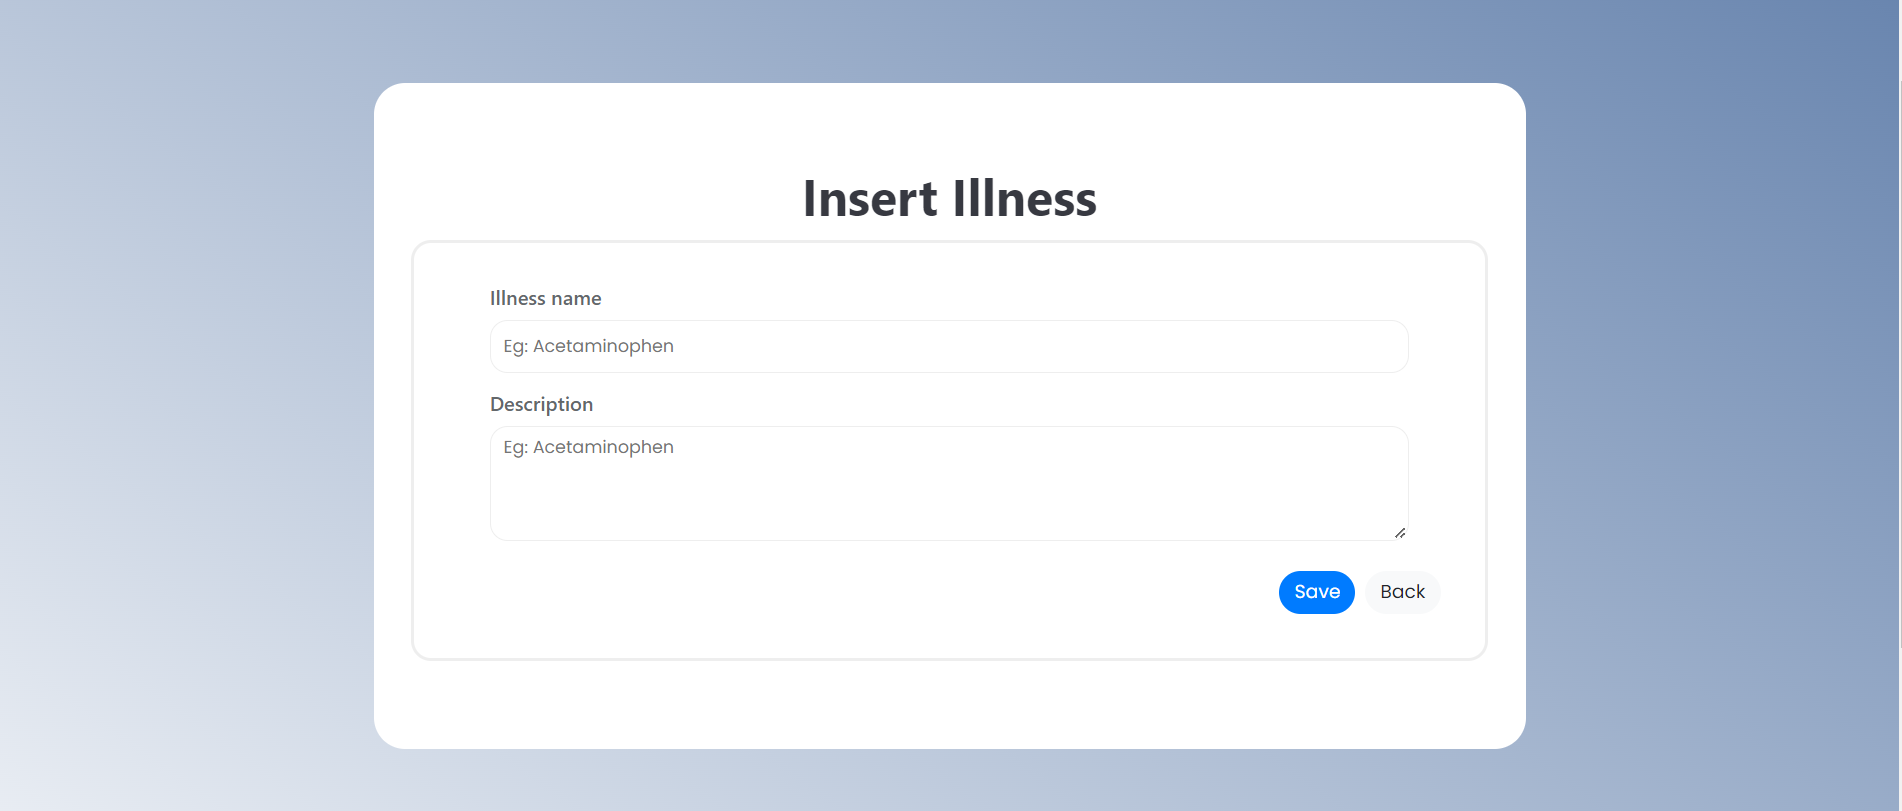 Insert Illness
Illness name
Eg: Acetaminophen
Description
Eg: Acetaminophen
Save Back